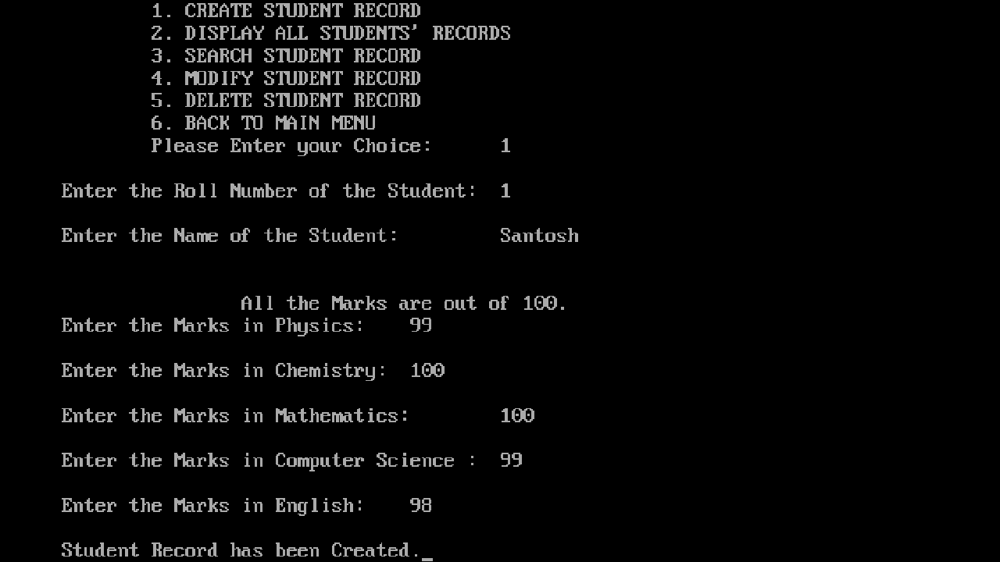 1. CREATE STUDENT RECORD
2. DISPLAY ALL STUDENTS' RECORDS
3. SEARCH STUDENT RECORD
4. MODIFY STUDENT RECORD
5. DELETE STUDENT RECORD
6. BACK TO MAIN MENU
Please Enter your Choice: 1
Enter the Roll Number of the Student: 1
Enter the Name of the Student: Santosh
All the Marks are out of 100.
Enter the Marks in Physics: 99
Enter the Marks in Chemistry: 100
Enter the Marks in Mathematics: 100
Enter the Marks in Computer Science : 99
Enter the Marks in English: 98
Student Record has been Created._